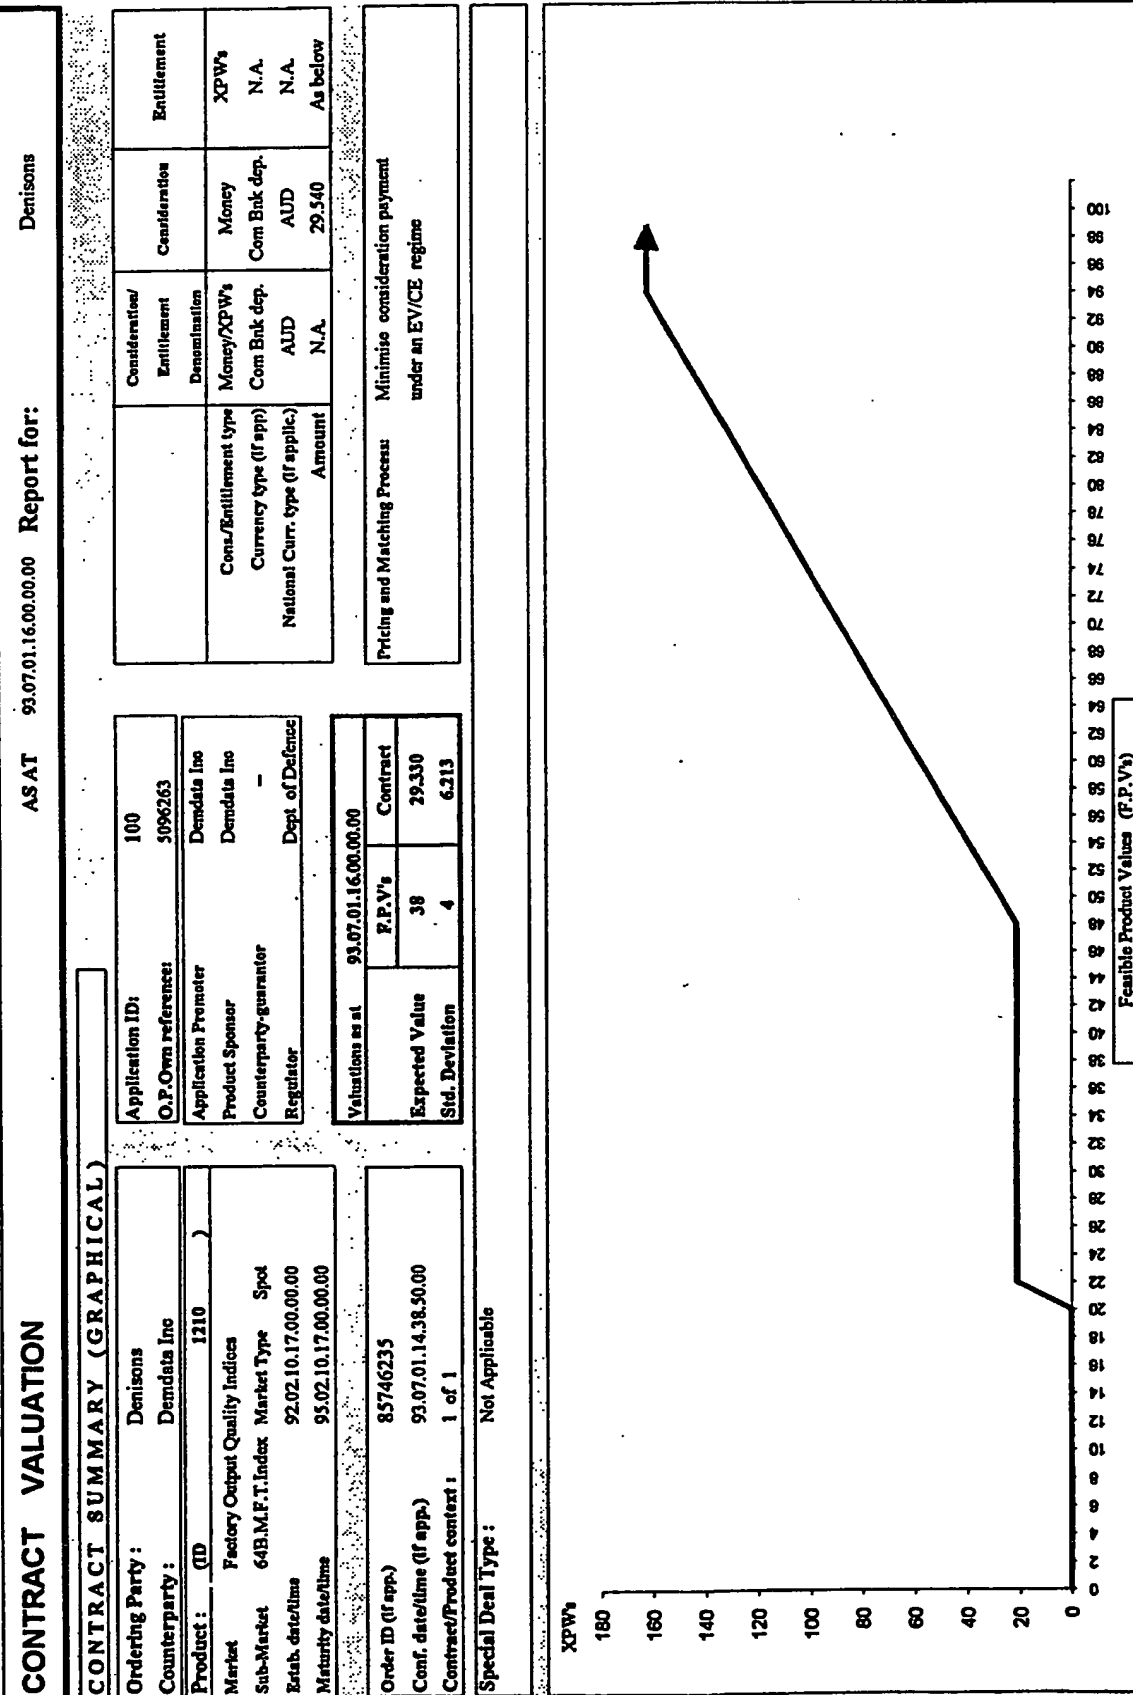 CONTRACT VALUATION AS AT 93.07.01.16.00.00.00 Report for: Denisons
CONTRACT SUMMARY (GRAPHICAL)
Ordering Party : Denisons
Counterparty : Demdata Inc
Product : (ID 1210 )
Market Factory Output Quality Indices
Sub-Market 64B.M.F.T.Index Market Type Spot
Estab. date/time 92.02.10.17.00.00.00
Maturity date/time 95.02.10.17.00.00.00
Order ID (if app.) 85746235
Conf. date/time (if app.) 93.07.01.14.38.50.00
Contract/Product context : 1 of 1
Special Deal Type : Not Applicable
Application ID: 100
O.P.Own reference: 5096263
Application Promoter Demdata Inc
Product Sponsor Demdata Inc
Counterparty-guarantor –
Regulator Dept of Defence
Valuations as at 93.07.01.16.00.00.00
F.P.V's Contract
Expected Value 38 29.330
Std. Deviation 4 6.213
Consideration/ Entitlement Denomination Consideration Entitlement
Cons./Entitlement type Money/XPW's Money XPW's
Currency type (if app) Com Bnk dep. Com Bnk dep. N.A.
National Curr. type (if applic.) AUD AUD N.A.
Amount N.A. 29.540 As below
Pricing and Matching Process: Minimise consideration payment
under an EV/CE regime
XPW's
180
160
140
120
100
80
60
40
20
0
0 2 4 6 8 10 12 14 16 18 20 22 24 26 28 30 32 34 36 38 40 42 44 46 48 50 52 54 56 58 60 62 64 66 68 70 72 74 76 78 80 82 84 86 88 90 92 94 96 98 100
Feasible Product Values (F.P.V's)